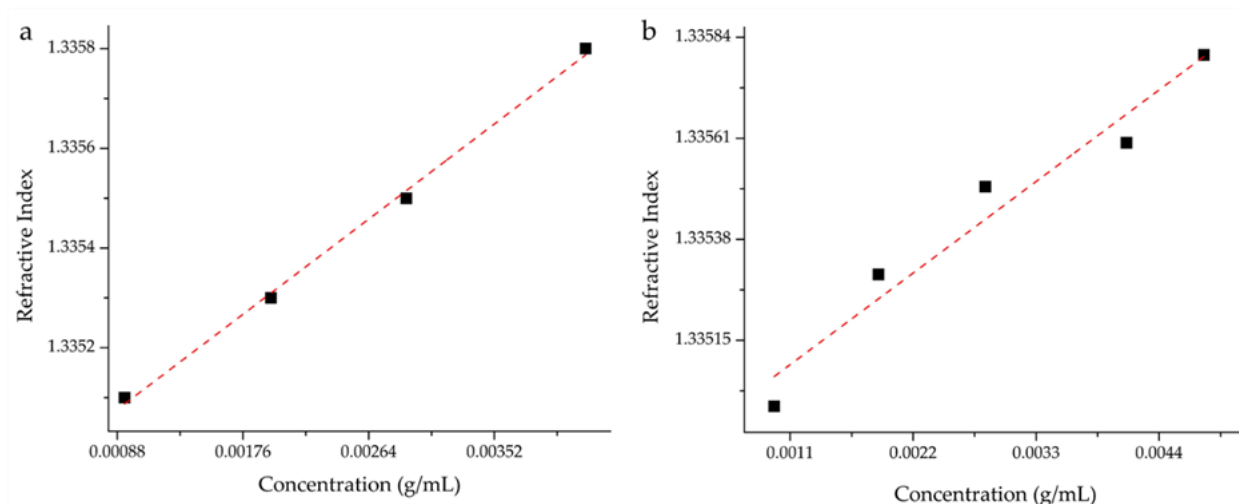 a
1.3358
1.3356
1.3354
1.3352
Refractive Index
0.00088
0.00176
0.00264
0.00352
Concentration (g/mL)
b
1.33584
1.33561
1.33538
1.33515
Refractive Index
0.0011
0.0022
0.0033
0.0044
Concentration (g/mL)